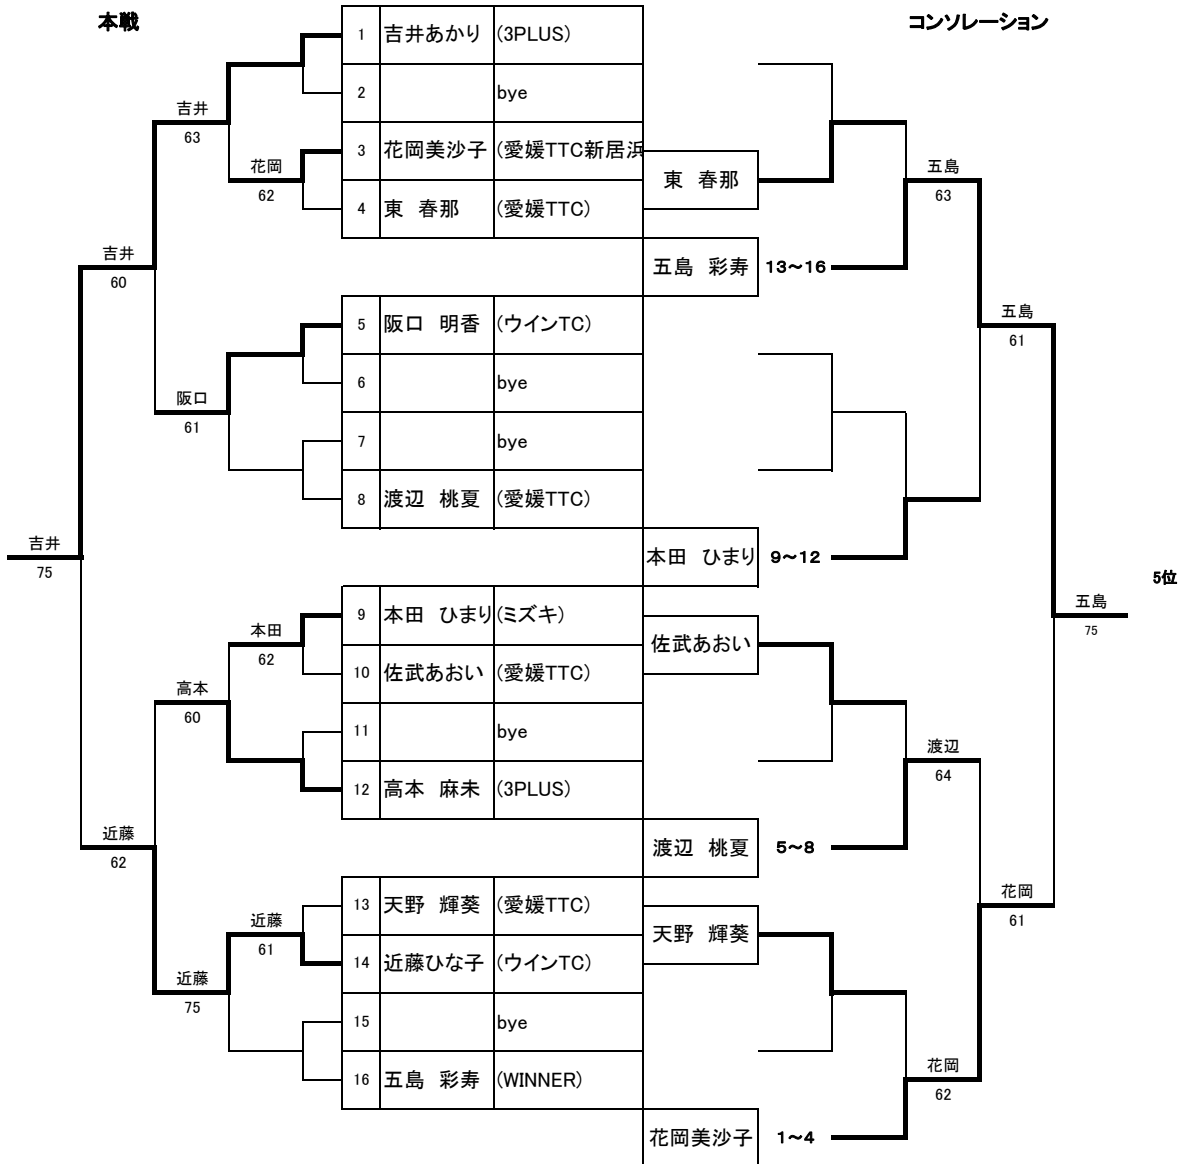 本戦
コンソレーション
1 吉井あかり (3PLUS)
2 bye
吉井
63
3 花岡美沙子 (愛媛TTC新居浜
花岡
62
東 春那
五島
63
4 東 春那 (愛媛TTC)
吉井
60
五島 彩寿 13～16
5 阪口 明香 (ウインTC)
五島
61
6 bye
阪口
61
7 bye
8 渡辺 桃夏 (愛媛TTC)
吉井
75
本田 ひまり 9～12
5位
9 本田 ひまり (ミズキ)
五島
75
本田
62
佐武あおい
10 佐武あおい (愛媛TTC)
高本
60
11 bye
渡辺
64
12 高本 麻未 (3PLUS)
近藤
62
渡辺 桃夏 5～8
13 天野 輝葵 (愛媛TTC)
花岡
61
近藤
61
天野 輝葵
14 近藤ひな子 (ウインTC)
近藤
75
15 bye
花岡
62
16 五島 彩寿 (WINNER)
花岡美沙子 1～4